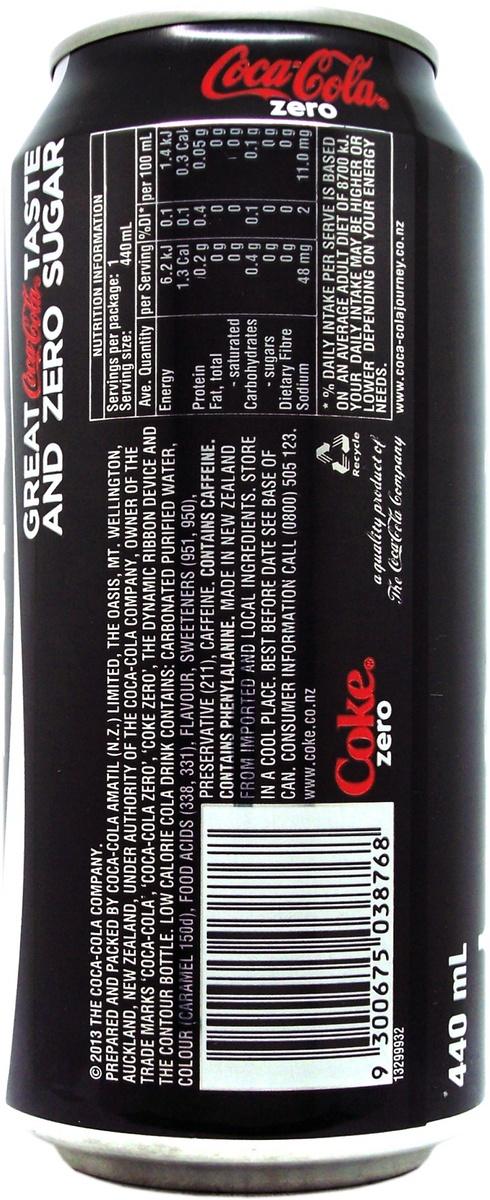 Coca-Cola®
zero
GREAT Coca-Cola® TASTE
AND ZERO SUGAR
NUTRITION INFORMATION
Servings per package: 1
Serving size: 440mL
Ave. Quantity per Serving %DI* per 100 mL
Energy 6.2 kJ 0.1 1.4 kJ
1.3 Cal 0.3 Cal
Protein 0.2 g 0.4 0.05 g
Fat, total 0 g 0 0 g
- saturated 0 g 0 0 g
Carbohydrates 0.4 g 0.1 0.1 g
- sugars 0 g 0 0 g
Dietary Fibre 0 g 0 0 g
Sodium 48 mg 2 11.0 mg
* % DAILY INTAKE PER SERVE IS BASED
ON AN AVERAGE ADULT DIET OF 8700 kJ.
YOUR DAILY INTAKE MAY BE HIGHER OR
LOWER DEPENDING ON YOUR ENERGY
NEEDS.
www.coca-colajourney.co.nz
© 2013 THE COCA-COLA COMPANY.
PREPARED AND PACKED BY COCA-COLA AMATIL (N.Z.) LIMITED, THE OASIS, MT. WELLINGTON,
AUCKLAND, NEW ZEALAND, UNDER AUTHORITY OF THE COCA-COLA COMPANY, OWNER OF THE
TRADE MARKS 'COCA-COLA', 'COCA-COLA ZERO', 'COKE ZERO', THE DYNAMIC RIBBON DEVICE AND
THE CONTOUR BOTTLE. LOW CALORIE COLA DRINK CONTAINS: CARBONATED PURIFIED WATER,
COLOUR (CARAMEL 150d), FOOD ACIDS (338, 331), FLAVOUR, SWEETENERS (951, 950),
PRESERVATIVE (211), CAFFEINE. CONTAINS CAFFEINE.
CONTAINS PHENYLALANINE. MADE IN NEW ZEALAND
FROM IMPORTED AND LOCAL INGREDIENTS. STORE
IN A COOL PLACE. BEST BEFORE DATE SEE BASE OF
CAN. CONSUMER INFORMATION CALL (0800) 505 123.
www.coke.co.nz
Recycle
a quality product of
The Coca-Cola Company
Coke®
zero
9 300675 038768
13299932
440 mL